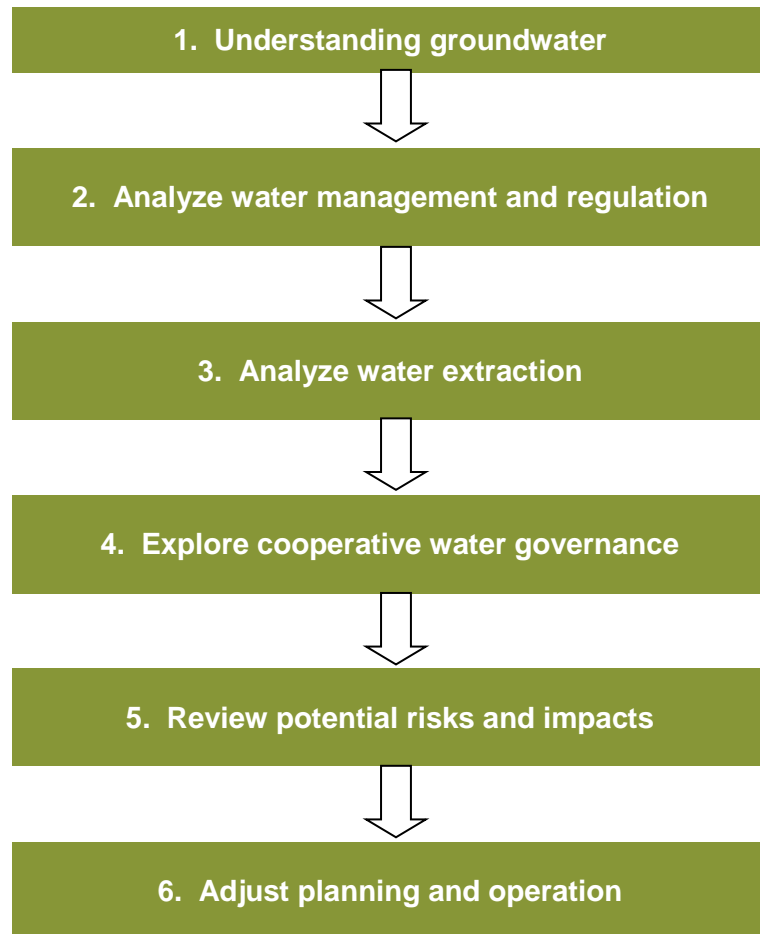 1. Understanding groundwater
2. Analyze water management and regulation
3. Analyze water extraction
4. Explore cooperative water governance
5. Review potential risks and impacts
6. Adjust planning and operation